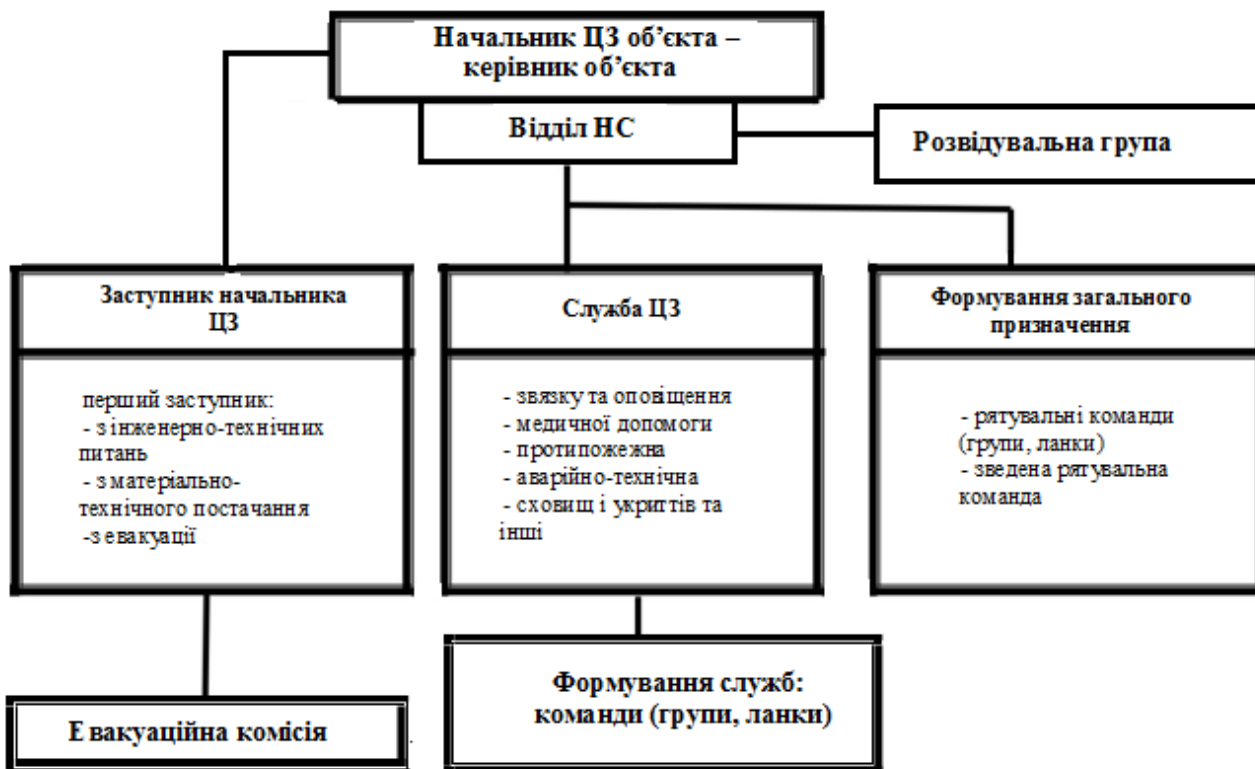 Начальник ЦЗ об’єкта –
керівник об’єкта
Відділ НС
Розвідувальна група
Заступник начальника
ЦЗ
перший заступник:
- з інженерно-технічних
питань
- з матеріально-
технічного постачання
-з евакуації
Евакуаційна комісія
Служба ЦЗ
- звязку та оповіщення
- медичної допомоги
- протипожежна
- аварійно-технічна
- сховищ і укриттів та
інші
Формування служб:
команди (групи, ланки)
Формування загального
призначення
- рятувальні команди
(групи, ланки)
- зведена рятувальна
команда